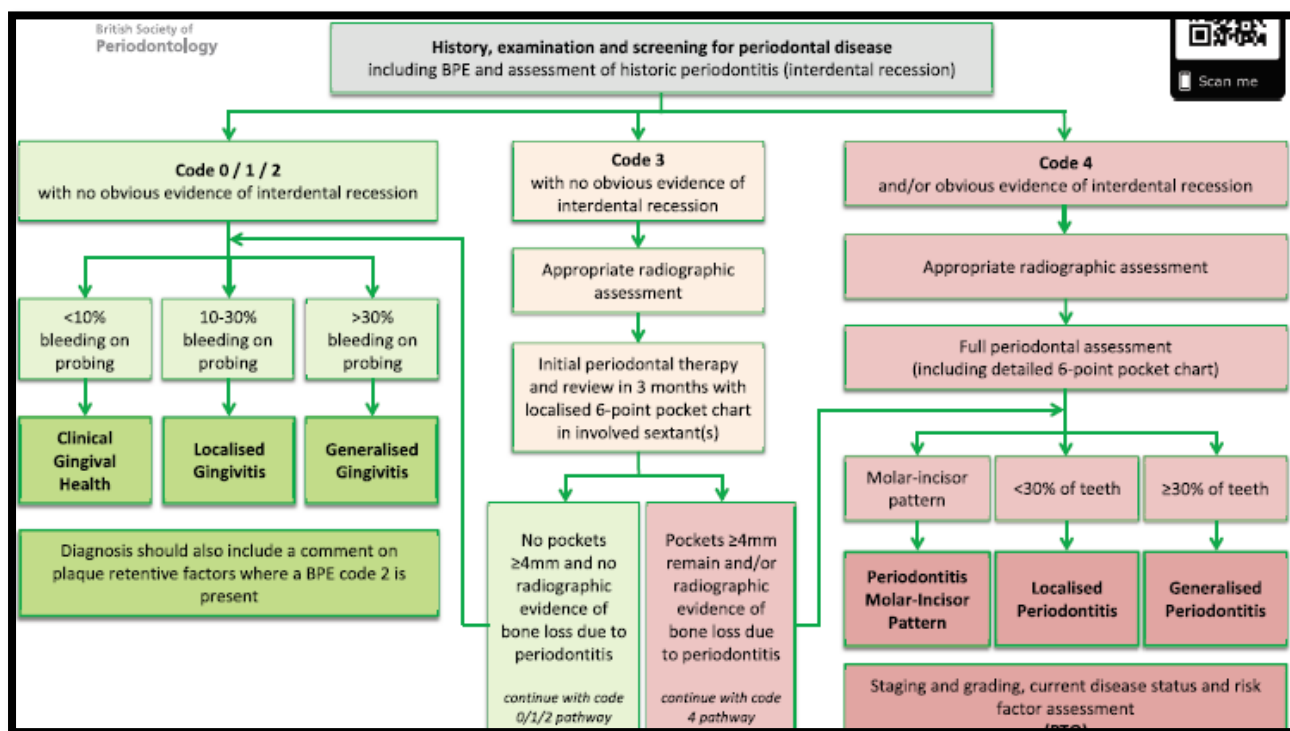 British Society of
Periodontology
Scan me
History, examination and screening for periodontal disease
including BPE and assessment of historic periodontitis (interdental recession)
Code 0 / 1 / 2
with no obvious evidence of interdental recession
Code 3
with no obvious evidence of
interdental recession
Code 4
and/or obvious evidence of interdental recession
Appropriate radiographic
assessment
Appropriate radiographic assessment
<10%
bleeding on
probing
10-30%
bleeding on
probing
>30%
bleeding on
probing
Initial periodontal therapy
and review in 3 months with
localised 6-point pocket chart
in involved sextant(s)
Full periodontal assessment
(including detailed 6-point pocket chart)
Clinical
Gingival
Health
Localised
Gingivitis
Generalised
Gingivitis
Molar-incisor
pattern
<30% of teeth
≥30% of teeth
Diagnosis should also include a comment on
plaque retentive factors where a BPE code 2 is
present
No pockets
≥4mm and no
radiographic
evidence of
bone loss due to
periodontitis
continue with code
0/1/2 pathway
Pockets ≥4mm
remain and/or
radiographic
evidence of
bone loss due
to periodontitis
continue with code
4 pathway
Periodontitis
Molar-Incisor
Pattern
Localised
Periodontitis
Generalised
Periodontitis
Staging and grading, current disease status and risk
factor assessment